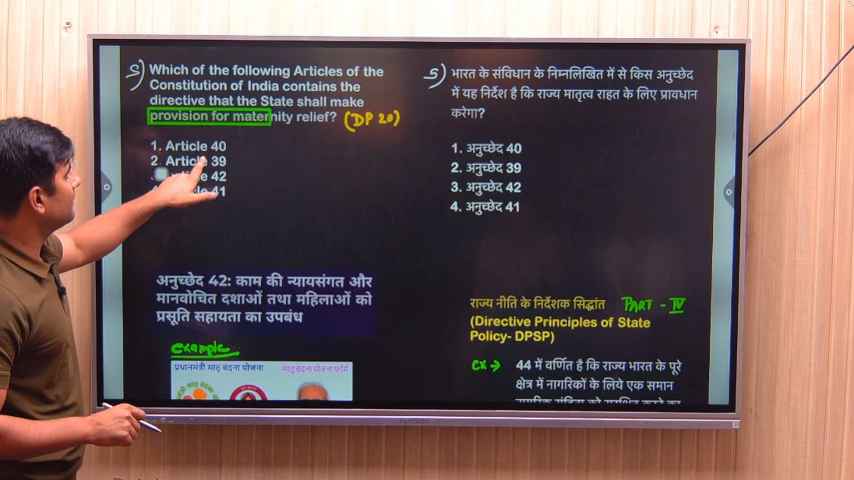 5) Which of the following Articles of the
Constitution of India contains the
directive that the State shall make
provision for maternity relief? (DP 20)
1. Article 40
2. Article 39
42
41
अनुच्छेद 42: काम की न्यायसंगत और
मानवोचित दशाओं तथा महिलाओं को
प्रसूति सहायता का उपबंध
example
प्रधानमंत्री मातृ वंदना योजना
मातृ वंदना योजना फॉर्म
5) भारत के संविधान के निम्नलिखित में से किस अनुच्छेद
में यह निर्देश है कि राज्य मातृत्व राहत के लिए प्रावधान
करेगा?
1. अनुच्छेद 40
2. अनुच्छेद 39
3. अनुच्छेद 42
4. अनुच्छेद 41
राज्य नीति के निर्देशक सिद्धांत PART - IV
(Directive Principles of State
Policy- DPSP)
Ex → 44 में वर्णित है कि राज्य भारत के पूरे
क्षेत्र में नागरिकों के लिये एक समान